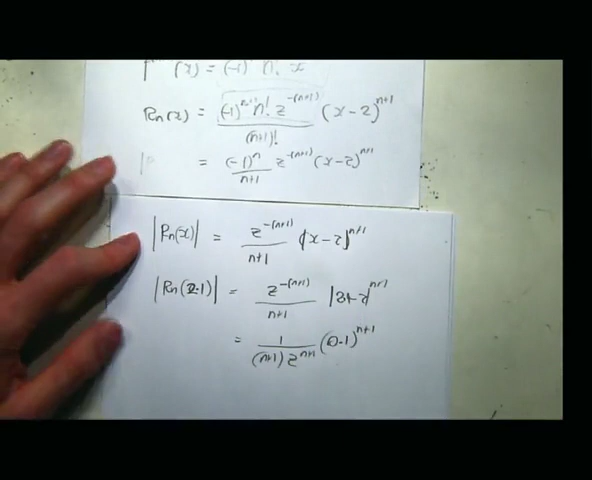 (x) = (-1)^n n! x
Rn(x) = (-1)^n n! z^{-(n+1)} / (n+1)! (x-2)^{n+1}
= (-1)^n / n+1 z^{-(n+1)} (x-2)^{n+1}
|Rn(x)| = z^{-(n+1)} / n+1 |x-2|^{n+1}
|Rn(2.1)| = z^{-(n+1)} / n+1 |2.1-2|^{n+1}
= 1 / (n+1) z^{n+1} (0.1)^{n+1}